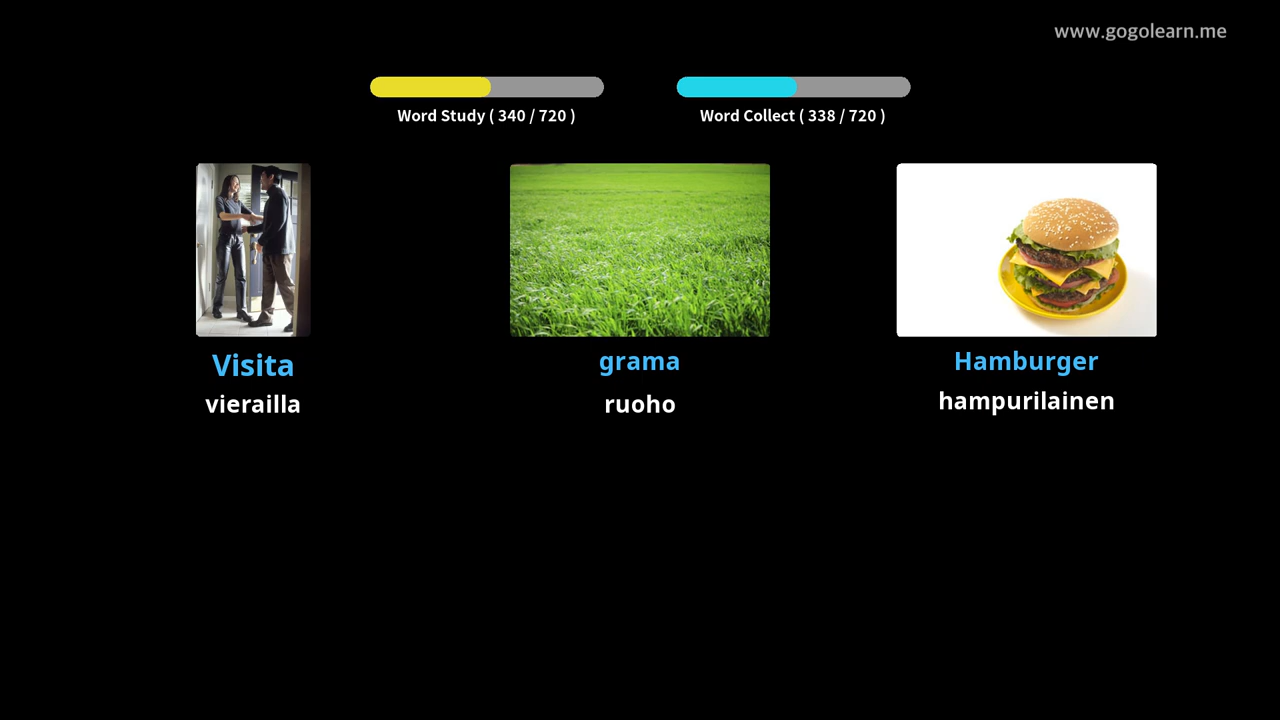 www.gogolearn.me
Word Study ( 340 / 720 )
Word Collect ( 338 / 720 )
Visita
vierailla
grama
ruoho
Hamburger
hampurilainen